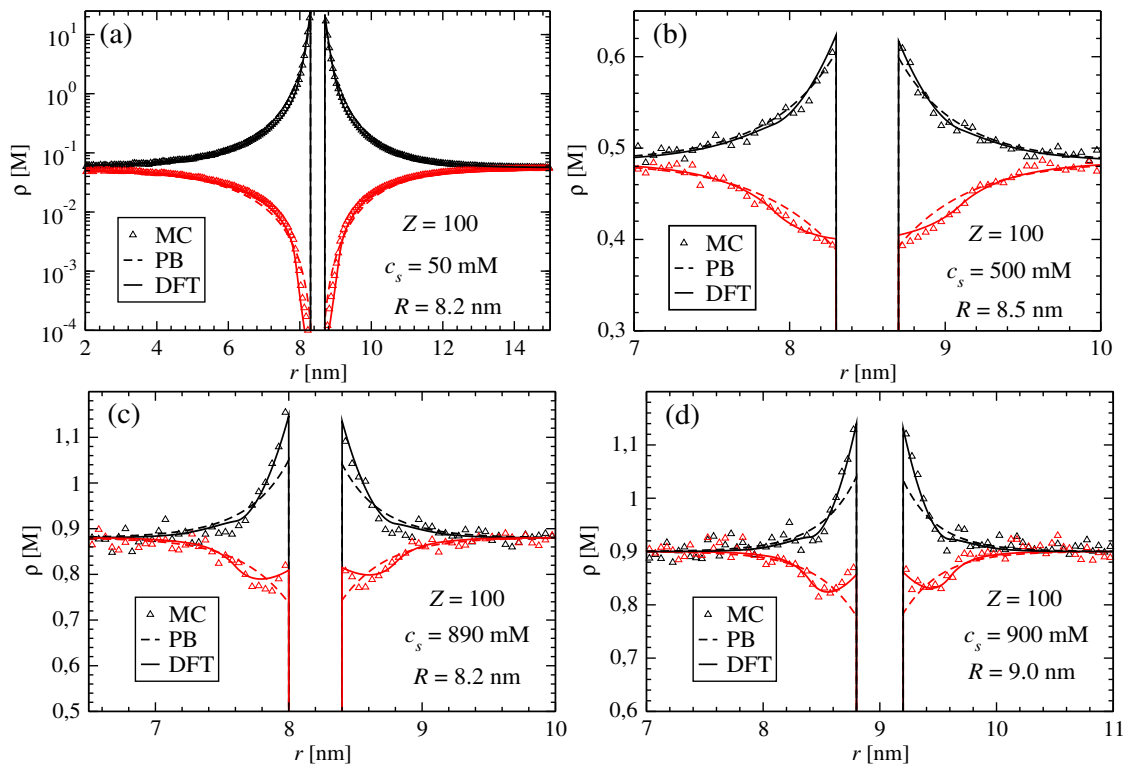 (a)
ρ [M]
10^1
10^0
10^-1
10^-2
10^-3
10^-4
MC
PB
DFT
Z = 100
c_s = 50 mM
R = 8.2 nm
2 4 6 8 10 12 14
r [nm]
(b)
ρ [M]
0,6
0,5
0,4
0,3
MC
PB
DFT
Z = 100
c_s = 500 mM
R = 8.5 nm
7 8 9 10
r [nm]
(c)
ρ [M]
1,1
1
0,9
0,8
0,7
0,6
0,5
MC
PB
DFT
Z = 100
c_s = 890 mM
R = 8.2 nm
7 8 9 10
r [nm]
(d)
ρ [M]
1,1
1
0,9
0,8
0,7
0,6
MC
PB
DFT
Z = 100
c_s = 900 mM
R = 9.0 nm
7 8 9 10 11
r [nm]